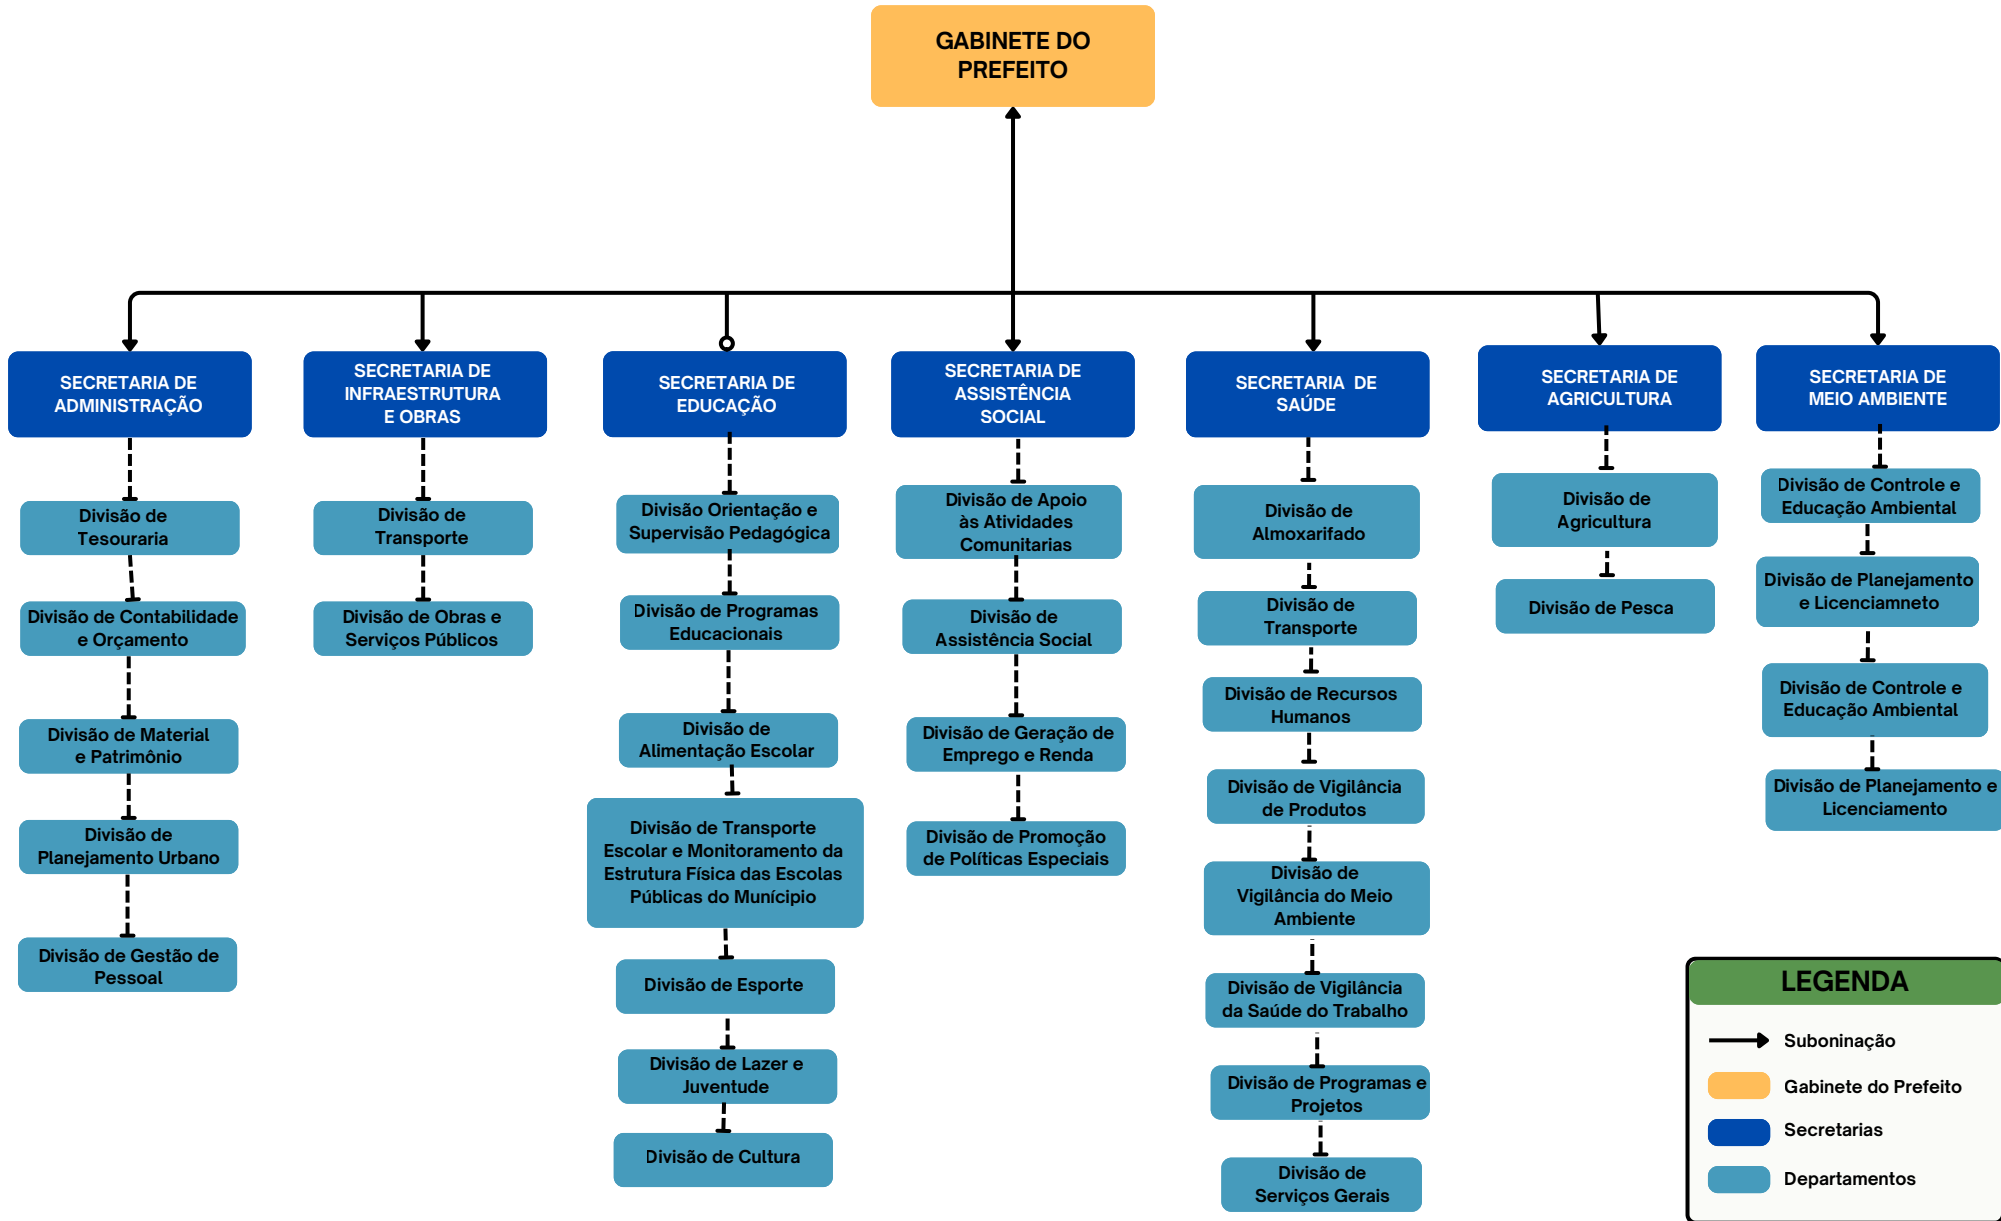 GABINETE DO
PREFEITO
SECRETARIA DE
ADMINISTRAÇÃO
Divisão de
Tesouraria
Divisão de Contabilidade
e Orçamento
Divisão de Material
e Patrimônio
Divisão de
Planejamento Urbano
Divisão de Gestão de
Pessoal
SECRETARIA DE
INFRAESTRUTURA
E OBRAS
Divisão de
Transporte
Divisão de Obras e
Serviços Públicos
SECRETARIA DE
EDUCAÇÃO
Divisão Orientação e
Supervisão Pedagógica
Divisão de Programas
Educacionais
Divisão de
Alimentação Escolar
Divisão de Transporte
Escolar e Monitoramento da
Estrutura Física das Escolas
Públicas do Munícipio
Divisão de Esporte
Divisão de Lazer e
Juventude
Divisão de Cultura
SECRETARIA DE
ASSISTÊNCIA
SOCIAL
Divisão de Apoio
às Atividades
Comunitarias
Divisão de
Assistência Social
Divisão de Geração de
Emprego e Renda
Divisão de Promoção
de Políticas Especiais
SECRETARIA DE
SAÚDE
Divisão de
Almoxarifado
Divisão de
Transporte
Divisão de Recursos
Humanos
Divisão de Vigilância
de Produtos
Divisão de
Vigilância do Meio
Ambiente
Divisão de Vigilância
da Saúde do Trabalho
Divisão de Programas e
Projetos
Divisão de
Serviços Gerais
SECRETARIA DE
AGRICULTURA
Divisão de
Agricultura
Divisão de Pesca
SECRETARIA DE
MEIO AMBIENTE
Divisão de Controle e
Educação Ambiental
Divisão de Planejamento
e Licenciamneto
Divisão de Controle e
Educação Ambiental
Divisão de Planejamento e
Licenciamento
LEGENDA
Suboninação
Gabinete do Prefeito
Secretarias
Departamentos